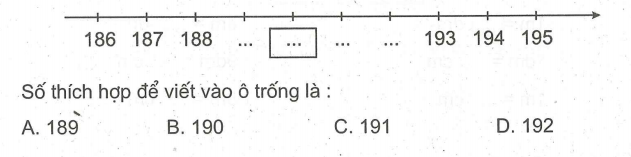 186 187 188 ... ... ... ... 193 194 195
Số thích hợp để viết vào ô trống là :
A. 189 B. 190 C. 191 D. 192